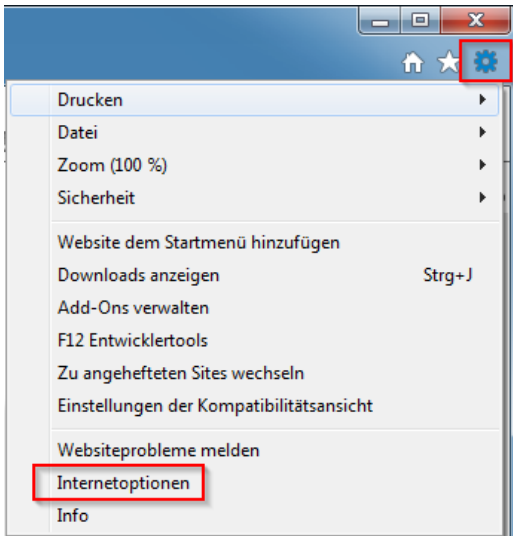 Drucken
Datei
Zoom (100 %)
Sicherheit
Website dem Startmenü hinzufügen
Downloads anzeigen Strg+J
Add-Ons verwalten
F12 Entwicklertools
Zu angehefteten Sites wechseln
Einstellungen der Kompatibilitätsansicht
Websiteprobleme melden
Internetoptionen
Info